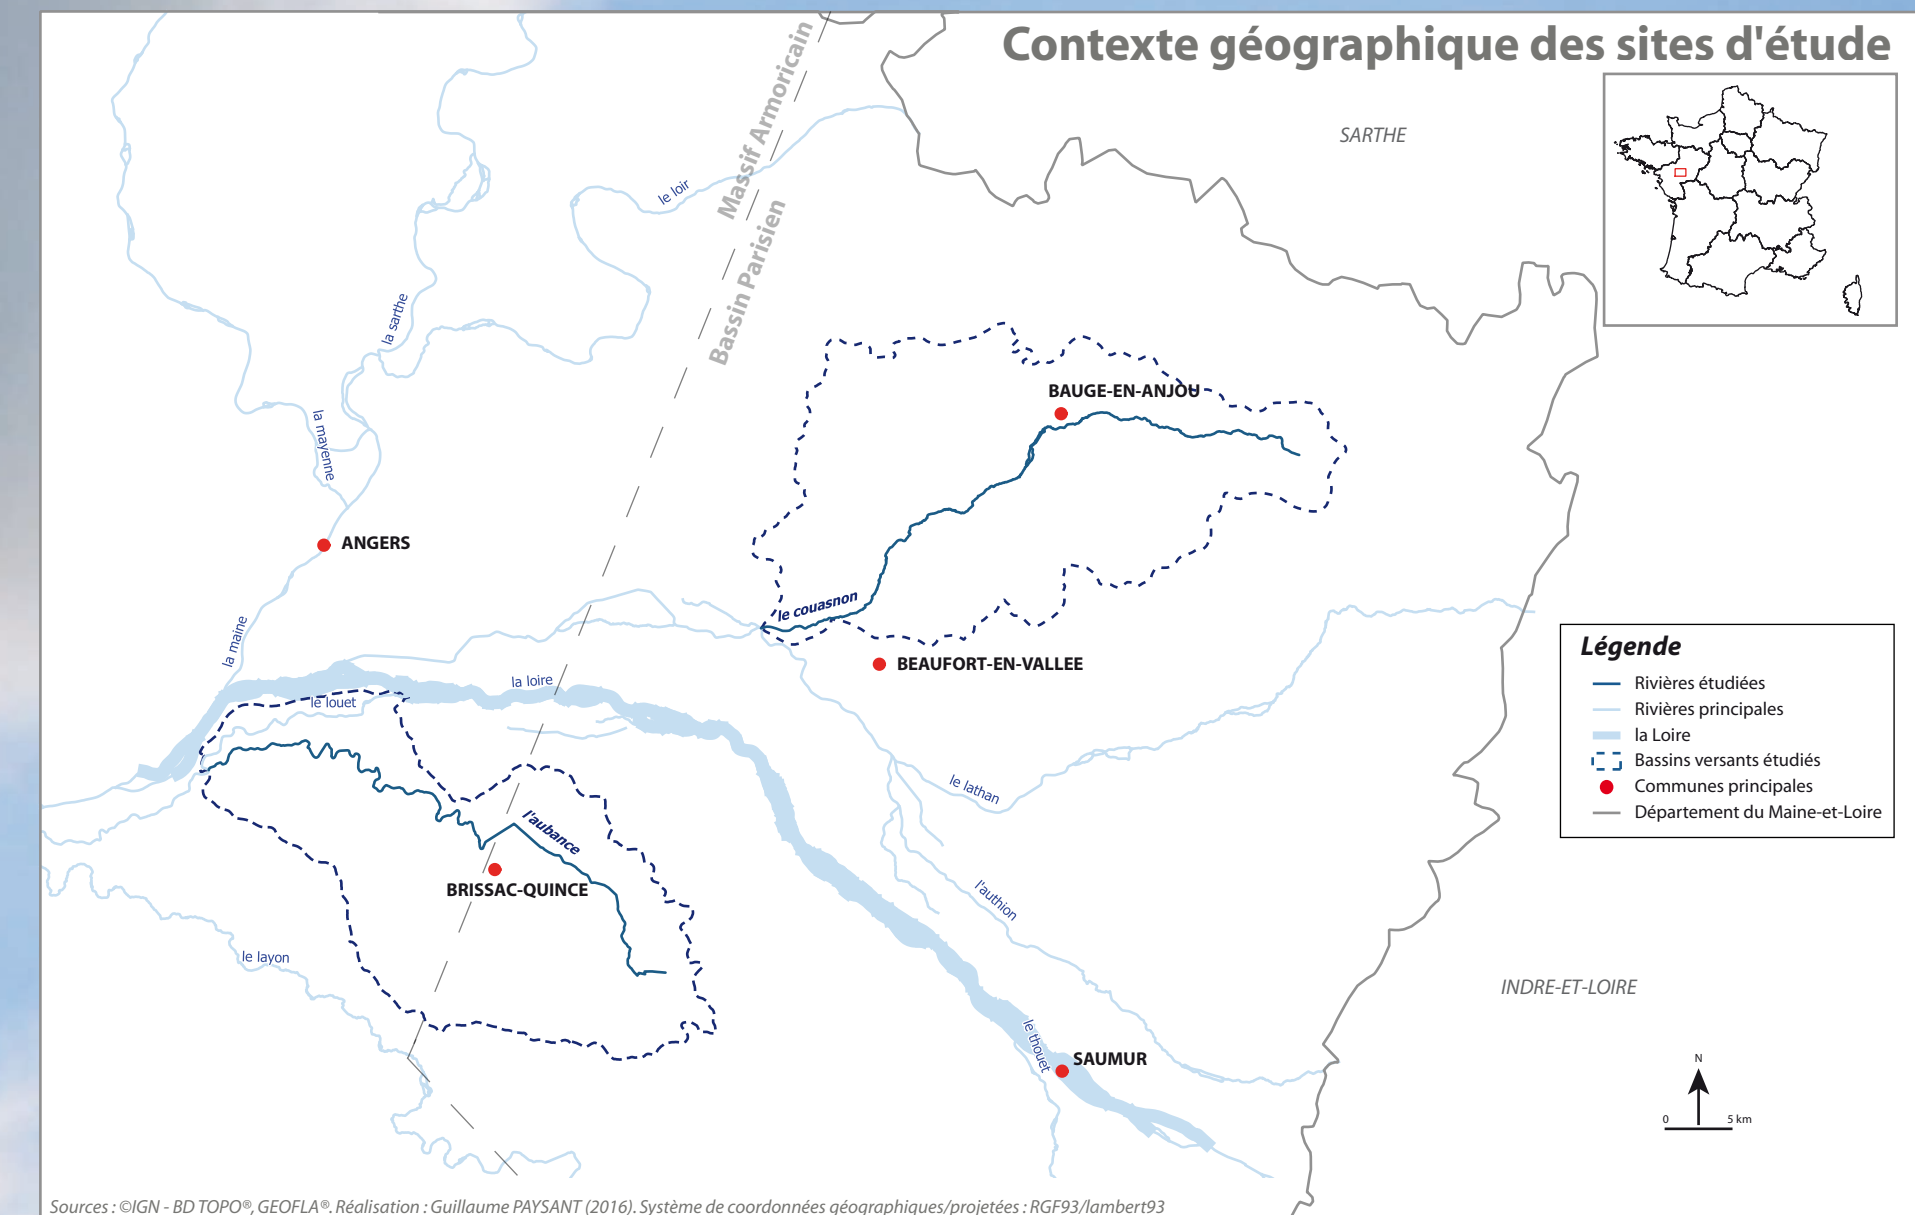 Contexte géographique des sites d'étude
Massif Armoricain
Bassin Parisien
SARTHE
le loir
la sarthe
la mayenne
BAUGE-EN-ANJOU
ANGERS
le couasnon
la maine
BEAUFORT-EN-VALLEE
la loire
le louet
le lathan
l'aubance
BRISSAC-QUINCE
l'authion
le layon
INDRE-ET-LOIRE
le thouet
SAUMUR
Légende
Rivières étudiées
Rivières principales
la Loire
Bassins versants étudiés
Communes principales
Département du Maine-et-Loire
N
0 5 km
Sources : ©IGN - BD TOPO®, GEOFLA®. Réalisation : Guillaume PAYSANT (2016). Système de coordonnées géographiques/projetées : RGF93/lambert93